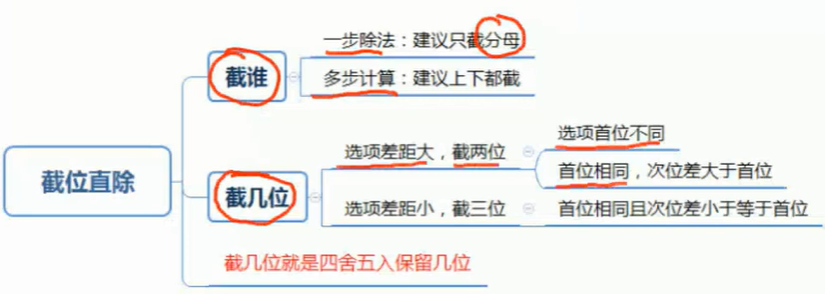 一步除法：建议只截分母
截谁
多步计算：建议上下都截
选项首位不同
选项差距大，截两位
截位直除
首位相同，次位差大于首位
截几位
选项差距小，截三位
首位相同且次位差小于等于首位
截几位就是四舍五入保留几位